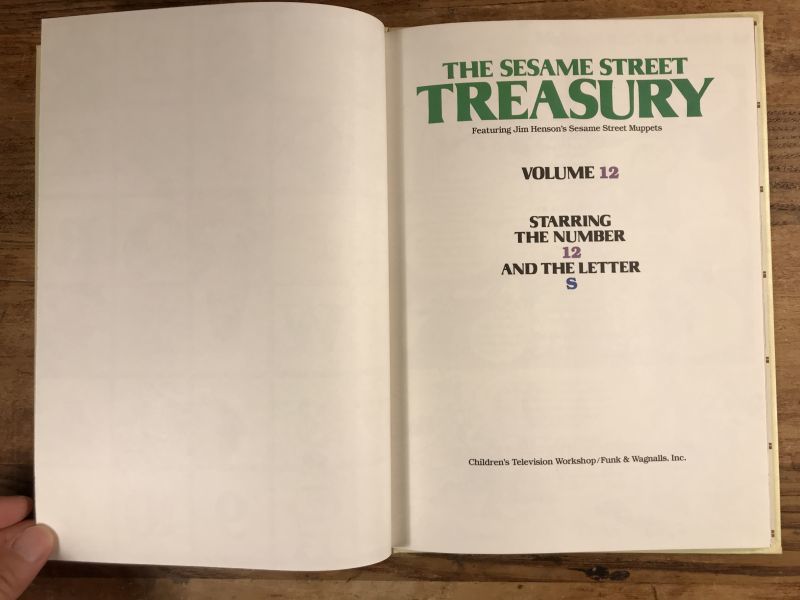 THE SESAME STREET
TREASURY
Featuring Jim Henson's Sesame Street Muppets
VOLUME 12
STARRING
THE NUMBER
12
AND THE LETTER
S
Children's Television Workshop/Funk & Wagnalls, Inc.